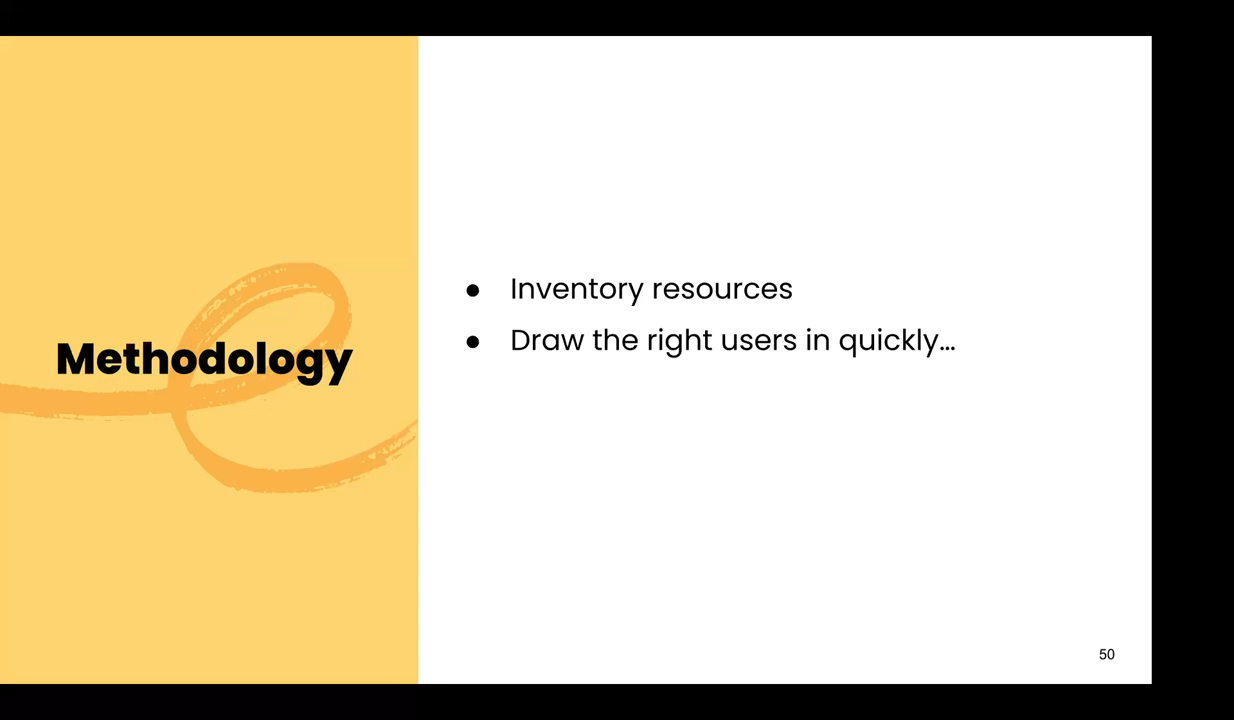 Methodology
● Inventory resources
● Draw the right users in quickly…
50